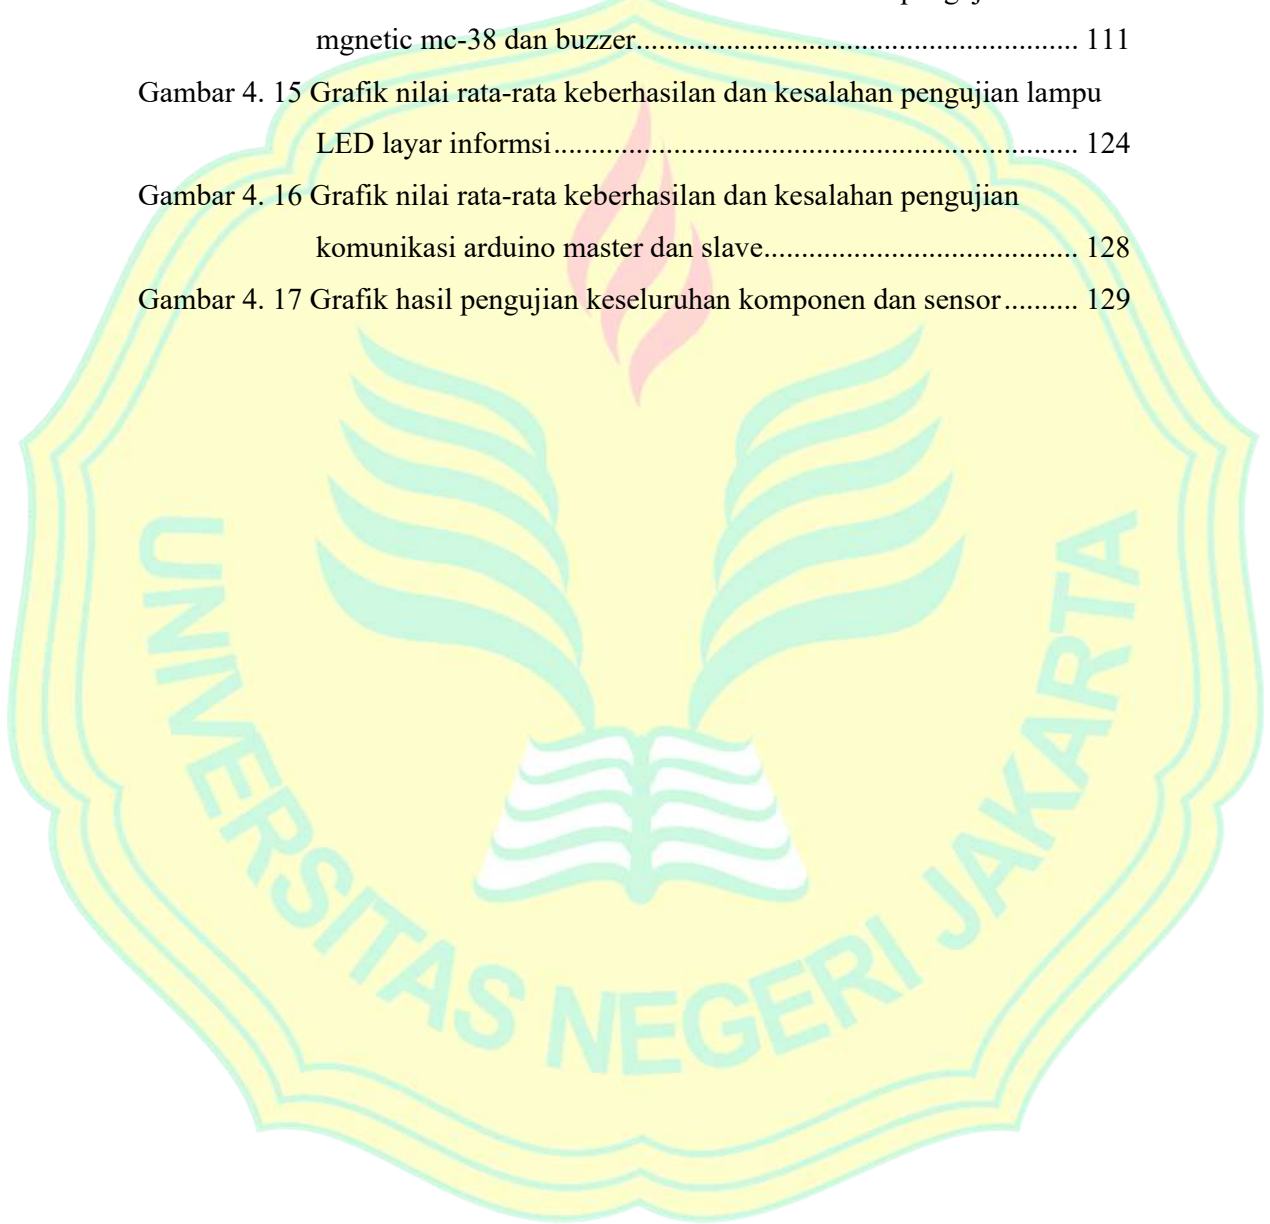 mgnetic mc-38 dan buzzer........................................................... 111
Gambar 4. 15 Grafik nilai rata-rata keberhasilan dan kesalahan pengujian lampu
LED layar informsi...................................................................... 124
Gambar 4. 16 Grafik nilai rata-rata keberhasilan dan kesalahan pengujian
komunikasi arduino master dan slave.......................................... 128
Gambar 4. 17 Grafik hasil pengujian keseluruhan komponen dan sensor.......... 129
UNIVERSITAS NEGERI JAKARTA